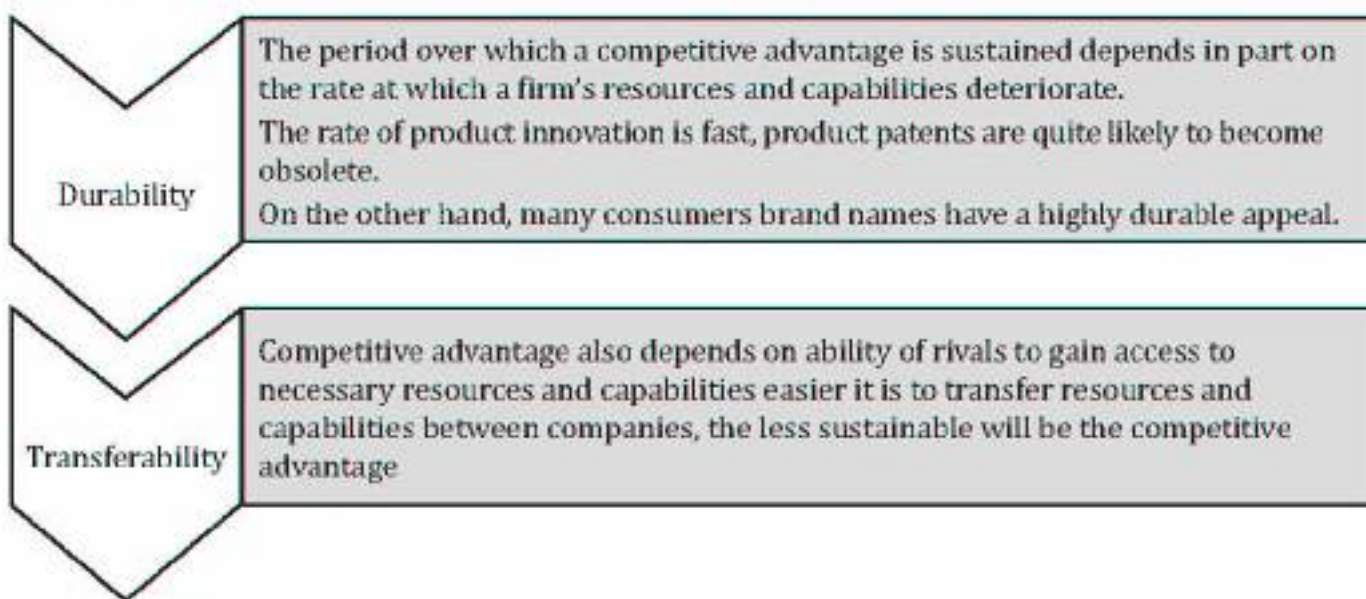 Durability
The period over which a competitive advantage is sustained depends in part on
the rate at which a firm's resources and capabilities deteriorate.
The rate of product innovation is fast, product patents are quite likely to become
obsolete.
On the other hand, many consumers brand names have a highly durable appeal.
Transferability
Competitive advantage also depends on ability of rivals to gain access to
necessary resources and capabilities easier it is to transfer resources and
capabilities between companies, the less sustainable will be the competitive
advantage